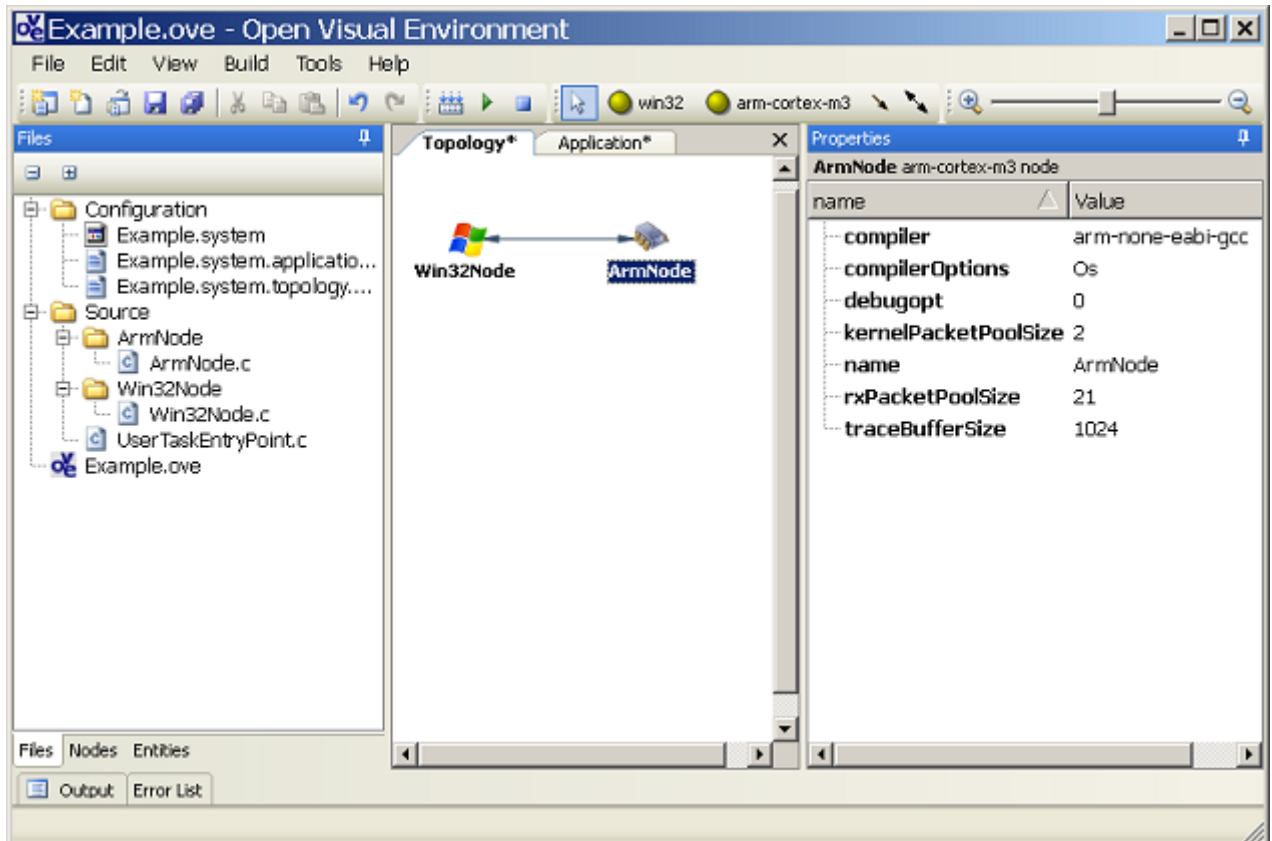 Example.ove - Open Visual Environment
File Edit View Build Tools Help
win32 arm-cortex-m3
Files
Topology* Application*
Properties
ArmNode arm-cortex-m3 node
name Value
Configuration
Example.system
Example.system.applicatio...
Example.system.topology....
Source
ArmNode
ArmNode.c
Win32Node
Win32Node.c
UserTaskEntryPoint.c
Example.ove
Win32Node ArmNode
compiler arm-none-eabi-gcc
compilerOptions Os
debugopt 0
kernelPacketPoolSize 2
name ArmNode
rxPacketPoolSize 21
traceBufferSize 1024
Files Nodes Entities
Output Error List